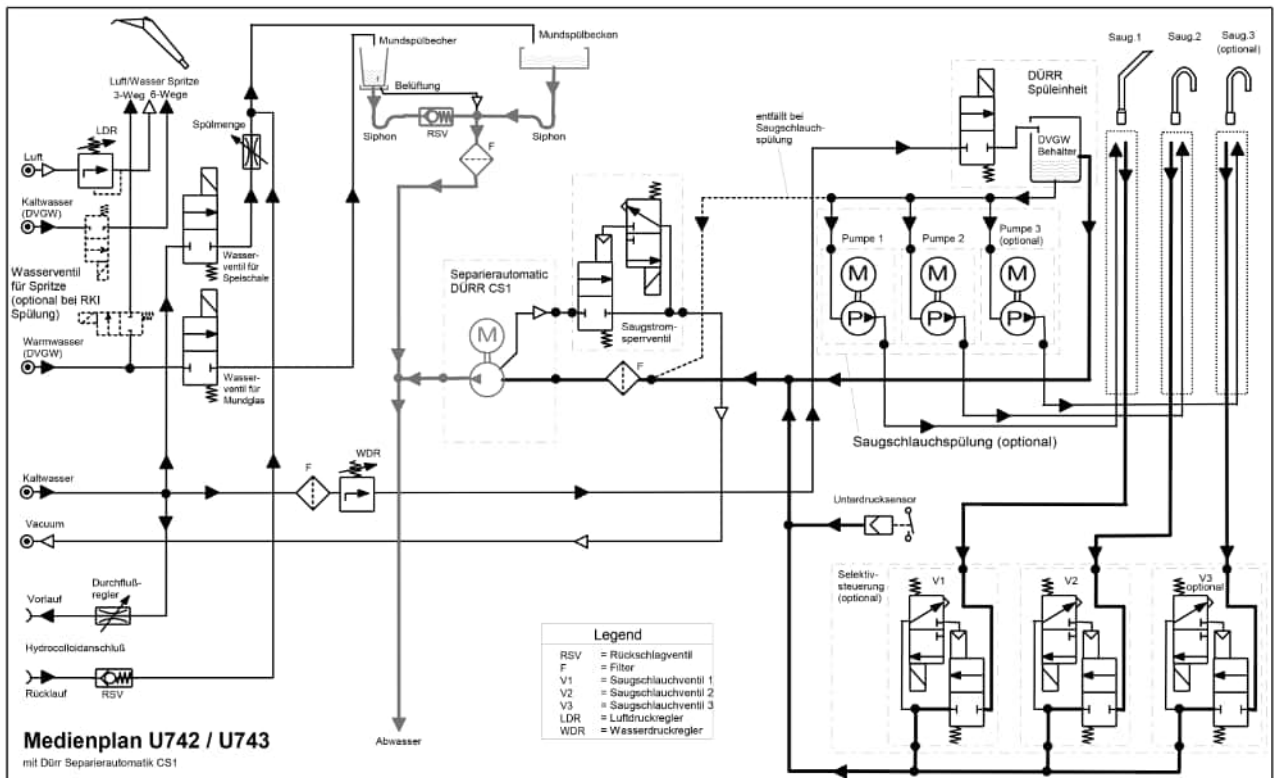 Mundspülbecher
Mundspülbecken
Saug.1
Saug.2
Saug.3
(optional)
Luft/Wasser Spritze
3-Weg 6-Wege
Belüftung
DÜRR
Spüleinheit
LDR
Spülmenge
Siphon
RSV
Siphon
entfällt bei
Saugschlauch-
spülung
DVGW
Behälter
Luft
F
Kaltwasser
(DVGW)
Pumpe 1
Pumpe 2
Pumpe 3
(optional)
Wasserventil
für Spritze
(optional bei RKI
Spülung)
Wasser-
ventil für
Speischale
Separierautomatic
DÜRR CS1
M
M
M
M
P
P
P
Saugstrom-
sperrventil
Warmwasser
(DVGW)
F
Wasser-
ventil für
Mundglas
Saugschlauchspülung (optional)
WDR
Kaltwasser
F
Unterdrucksensor
Vacuum
Selektiv-
steuerung
(optional)
V1
V2
V3
optional
Durchfluß-
regler
Vorlauf
Hydrocolloidanschluß
Rücklauf
RSV
Legend
RSV = Rückschlagventil
F = Filter
V1 = Saugschlauchventil 1
V2 = Saugschlauchventil 2
V3 = Saugschlauchventil 3
LDR = Luftdruckregler
WDR = Wasserdruckregler
Abwasser
Medienplan U742 / U743
mit Dürr Separierautomatik CS1